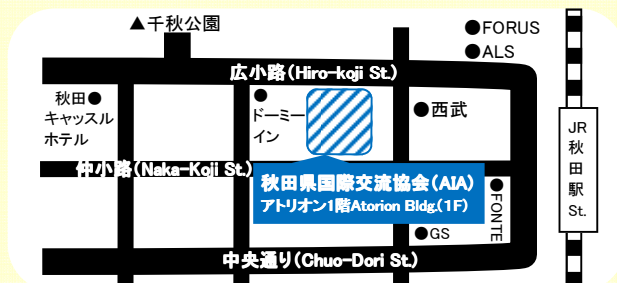 ▲千秋公園
●FORUS
●ALS
広小路(Hiro-koji St.)
秋田●
キャッスル
ホテル
●
ドーミー
イン
●西武
JR
秋
田
駅
St.
仲小路(Naka-Koji St.)
秋田県国際交流協会(AIA)
アトリオン1階Atorion Bldg.(1F)
●FONTE
●GS
中央通り(Chuo-Dori St.)